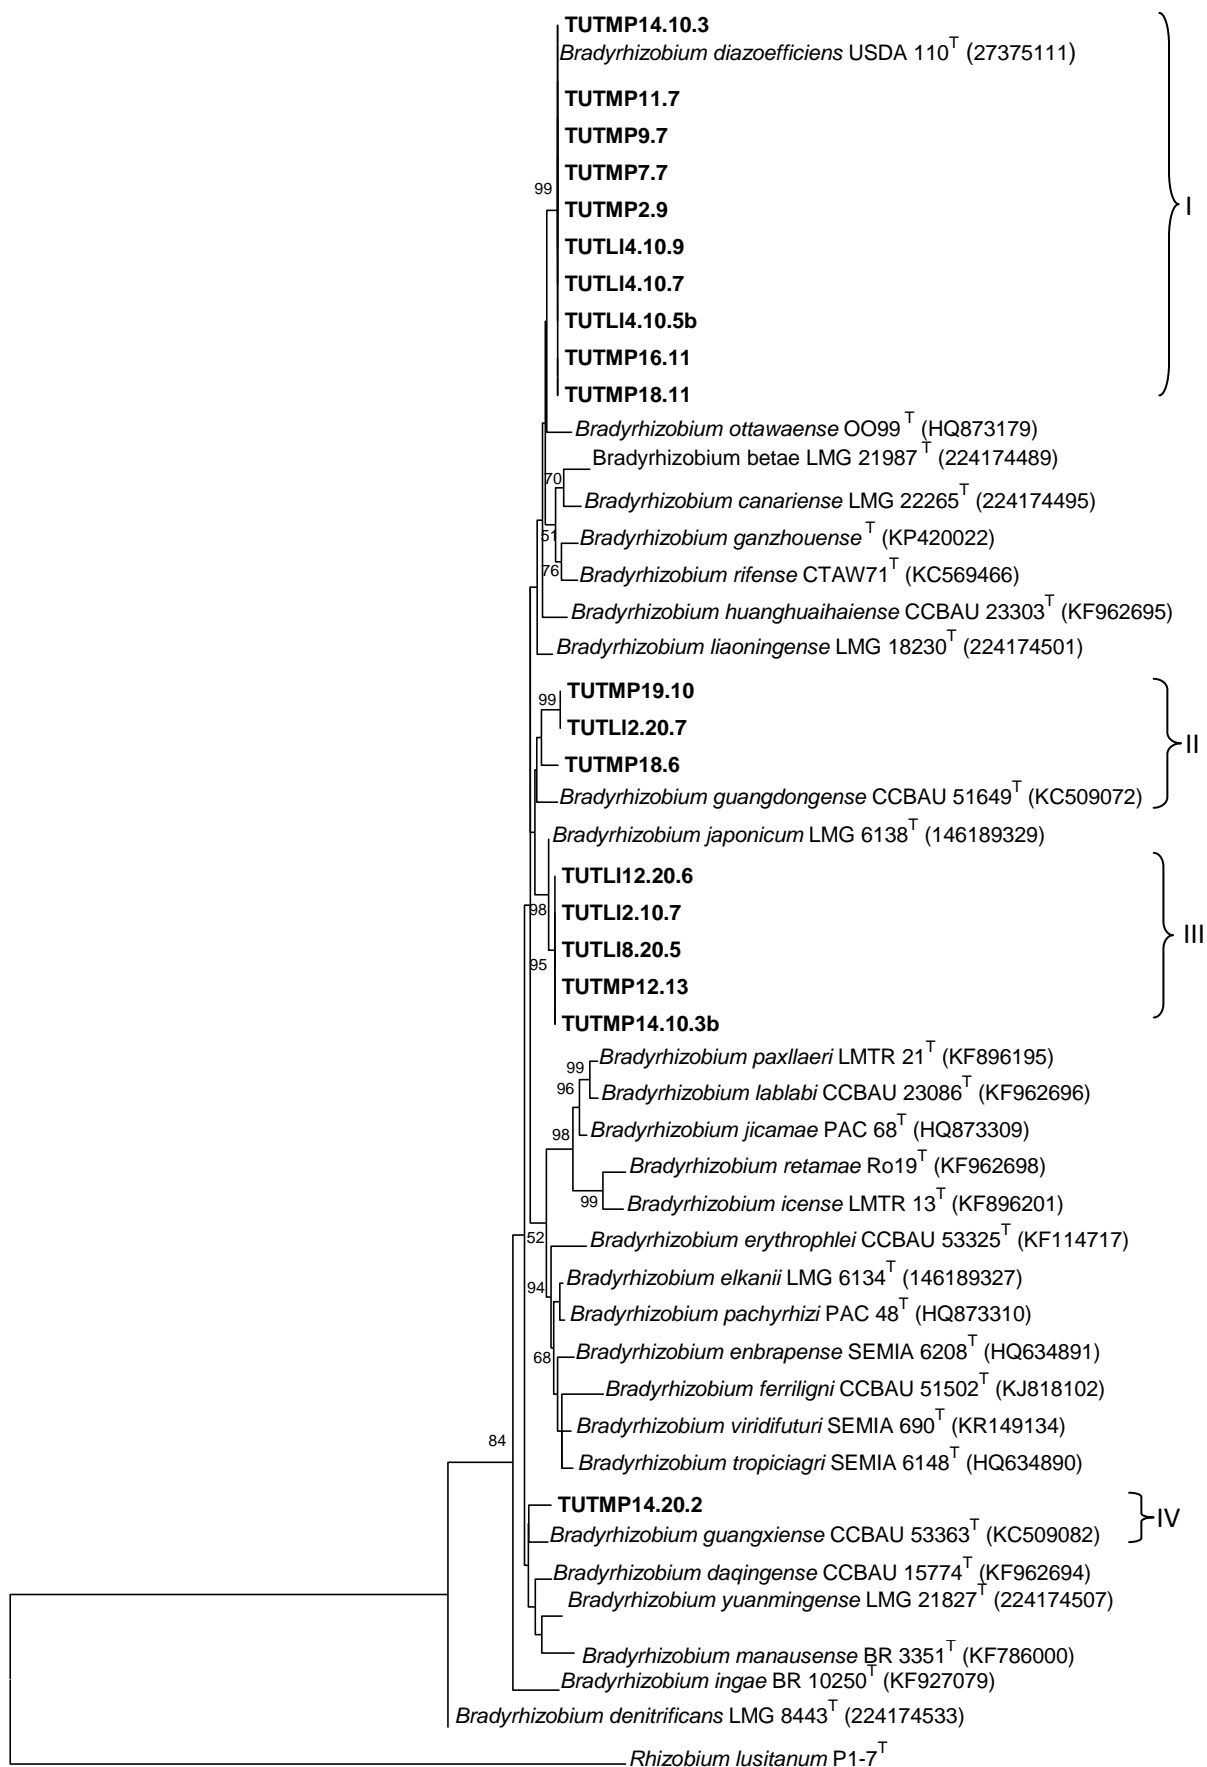 TUTMP14.10.3
Bradyrhizobium diazoefficiens USDA 110T (27375111)
TUTMP11.7
TUTMP9.7
TUTMP7.7
99
I
TUTMP2.9
TUTLI4.10.9
TUTLI4.10.7
TUTLI4.10.5b
TUTMP16.11
TUTMP18.11
Bradyrhizobium ottawaense OO99 T (HQ873179)
Bradyrhizobium betae LMG 21987 T (224174489)
70
Bradyrhizobium canariense LMG 22265T (224174495)
51
Bradyrhizobium ganzhouense T (KP420022)
76
Bradyrhizobium rifense CTAW71T (KC569466)
Bradyrhizobium huanghuaihaiense CCBAU 23303T (KF962695)
Bradyrhizobium liaoningense LMG 18230T (224174501)
TUTMP19.10
99
TUTLI2.20.7
II
TUTMP18.6
Bradyrhizobium guangdongense CCBAU 51649T (KC509072)
Bradyrhizobium japonicum LMG 6138T (146189329)
TUTLI12.20.6
98
TUTLI2.10.7
III
TUTLI8.20.5
95
TUTMP12.13
TUTMP14.10.3b
Bradyrhizobium paxllaeri LMTR 21T (KF896195)
99
96
Bradyrhizobium lablabi CCBAU 23086T (KF962696)
98
Bradyrhizobium jicamae PAC 68T (HQ873309)
Bradyrhizobium retamae Ro19T (KF962698)
99
Bradyrhizobium icense LMTR 13T (KF896201)
52
Bradyrhizobium erythrophlei CCBAU 53325T (KF114717)
94
Bradyrhizobium elkanii LMG 6134T (146189327)
Bradyrhizobium pachyrhizi PAC 48T (HQ873310)
68
Bradyrhizobium enbrapense SEMIA 6208T (HQ634891)
Bradyrhizobium ferriligni CCBAU 51502T (KJ818102)
Bradyrhizobium viridifuturi SEMIA 690T (KR149134)
84
Bradyrhizobium tropiciagri SEMIA 6148T (HQ634890)
TUTMP14.20.2
IV
Bradyrhizobium guangxiense CCBAU 53363T (KC509082)
Bradyrhizobium daqingense CCBAU 15774T (KF962694)
Bradyrhizobium yuanmingense LMG 21827T (224174507)
Bradyrhizobium manausense BR 3351T (KF786000)
Bradyrhizobium ingae BR 10250T (KF927079)
Bradyrhizobium denitrificans LMG 8443T (224174533)
Rhizobium lusitanum P1-7T